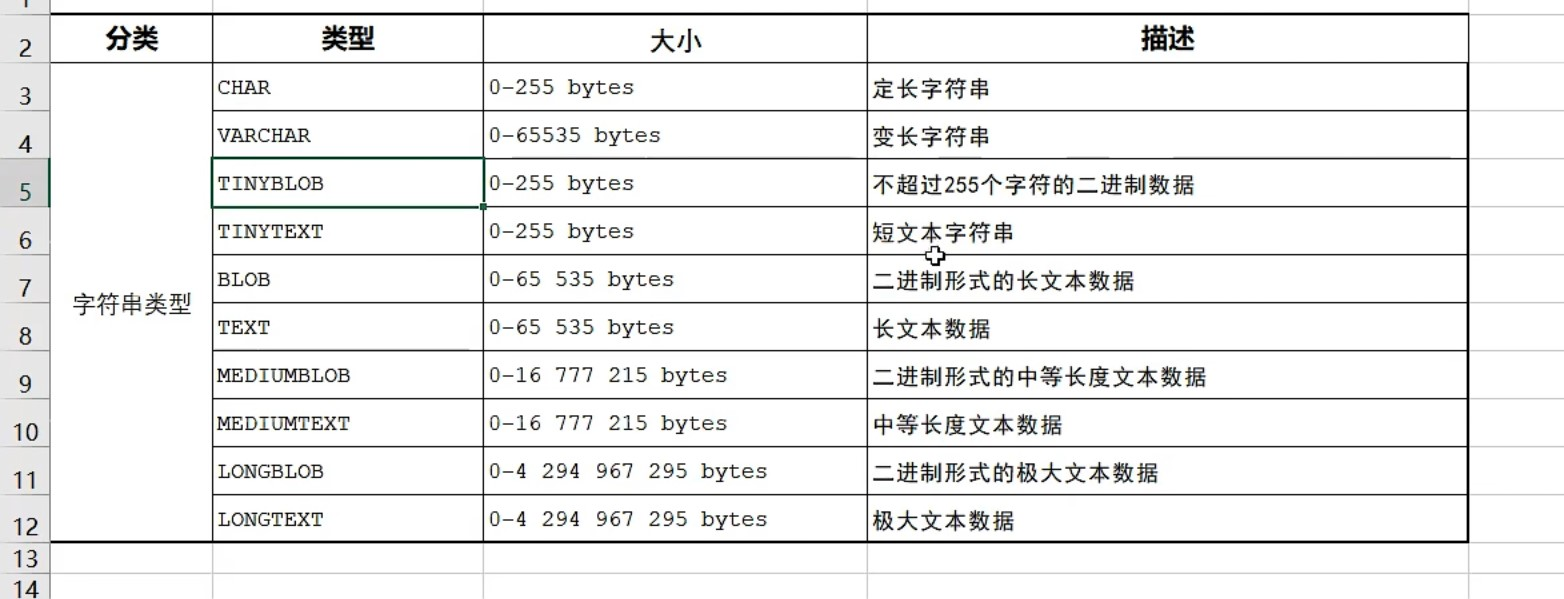 2 分类 类型 大小 描述
3 CHAR 0-255 bytes 定长字符串
4 VARCHAR 0-65535 bytes 变长字符串
5 TINYBLOB 0-255 bytes 不超过255个字符的二进制数据
6 TINYTEXT 0-255 bytes 短文本字符串
7 BLOB 0-65 535 bytes 二进制形式的长文本数据
字符串类型
8 TEXT 0-65 535 bytes 长文本数据
9 MEDIUMBLOB 0-16 777 215 bytes 二进制形式的中等长度文本数据
10 MEDIUMTEXT 0-16 777 215 bytes 中等长度文本数据
11 LONGBLOB 0-4 294 967 295 bytes 二进制形式的极大文本数据
12 LONGTEXT 0-4 294 967 295 bytes 极大文本数据
13
14